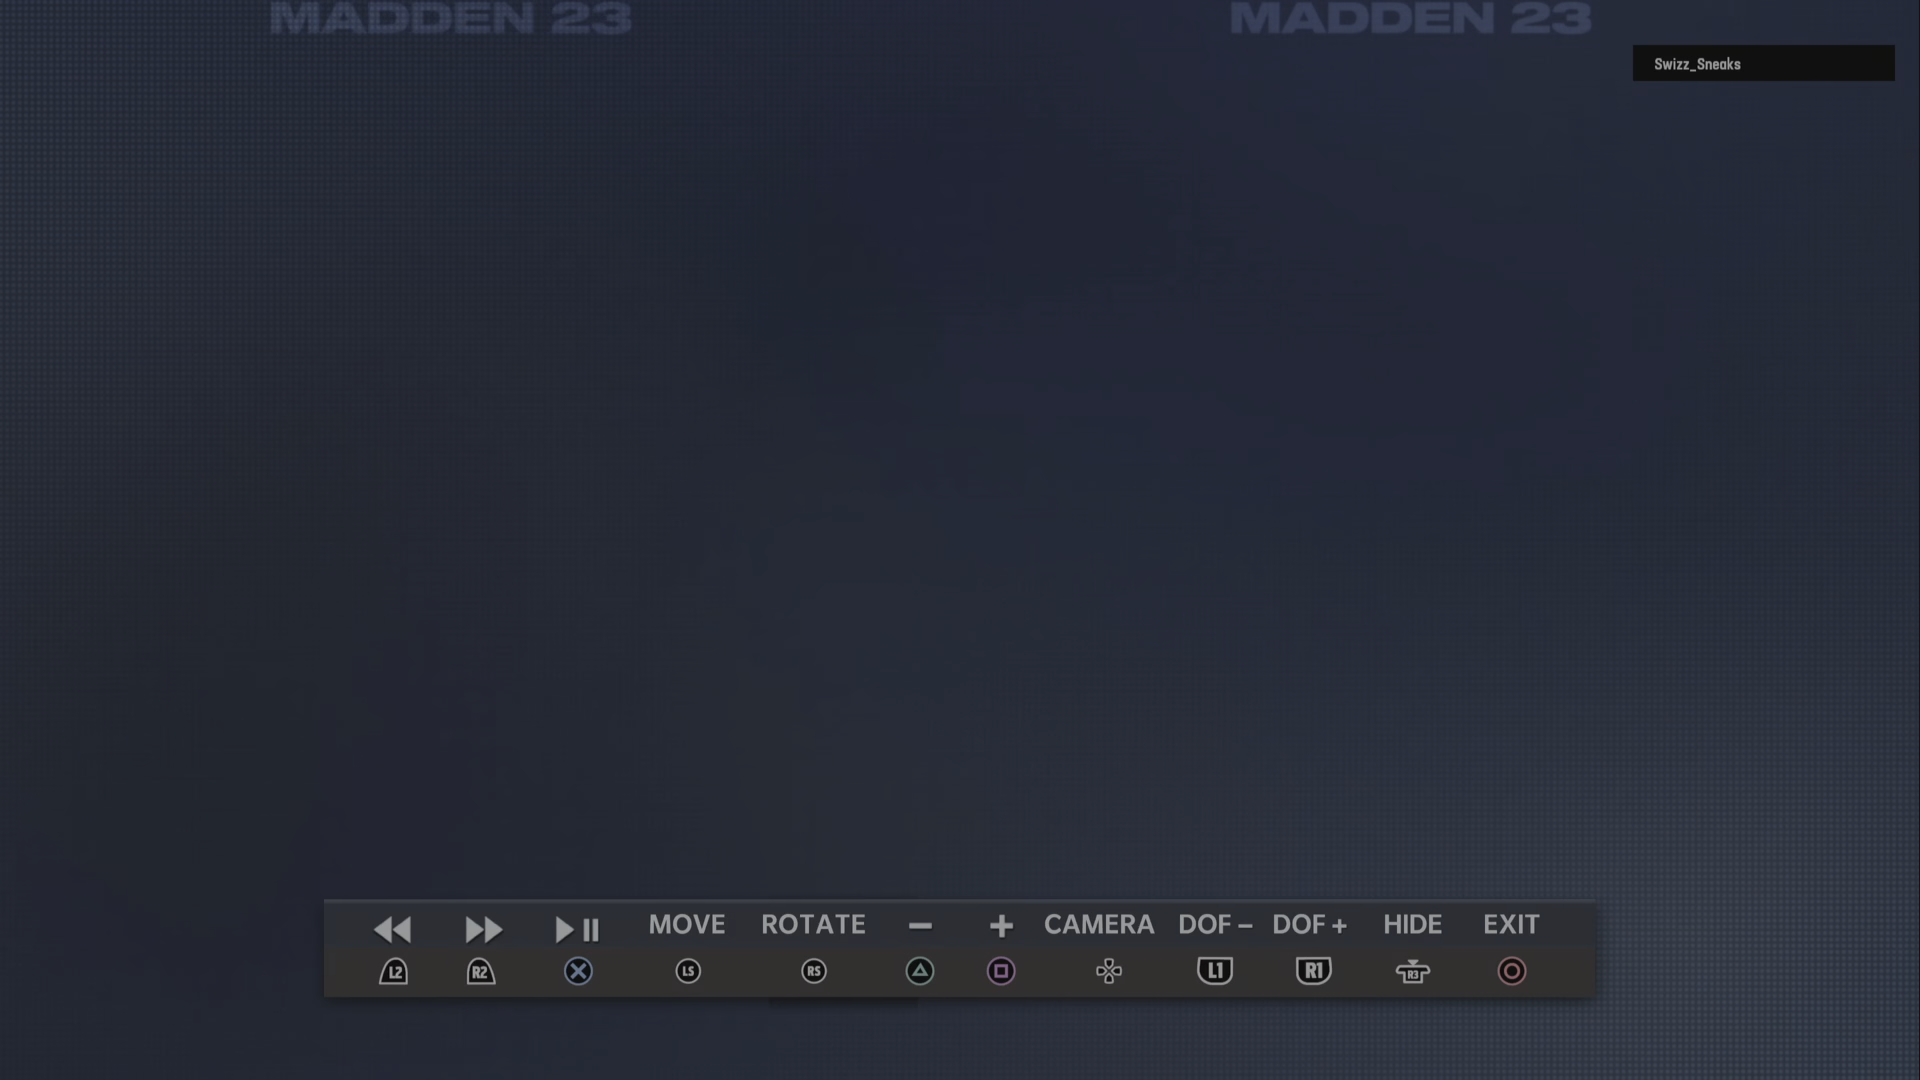 MADDEN 23 MADDEN 23
Swizz_Sneaks
MOVE ROTATE − + CAMERA DOF − DOF + HIDE EXIT
L2 R2 LS RS L1 R1 R3